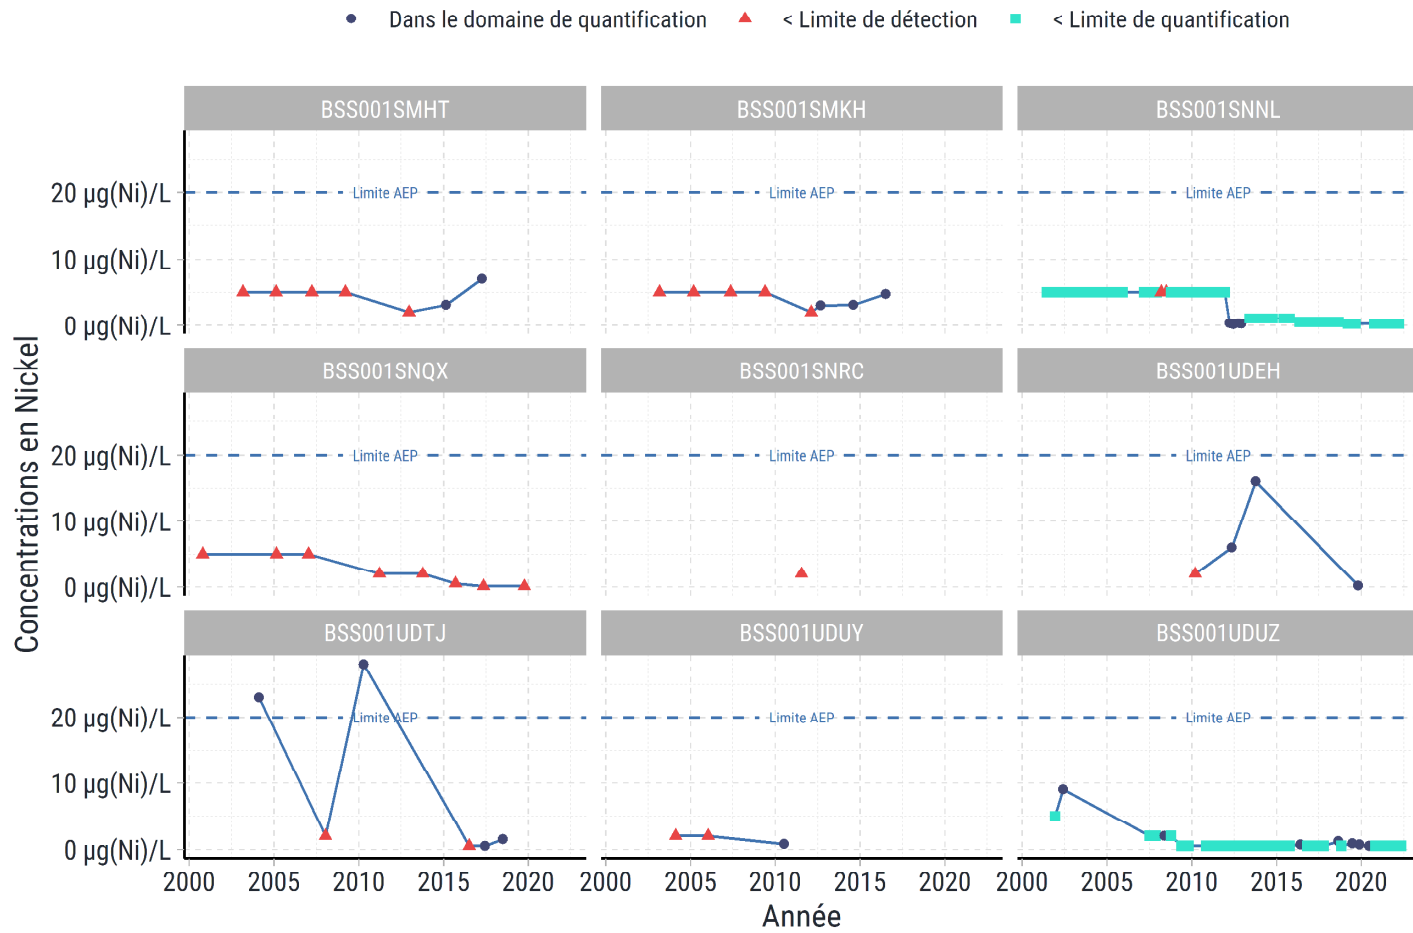 Dans le domaine de quantification < Limite de détection < Limite de quantification
BSS001SMHT BSS001SMKH BSS001SNNL
20 µg(Ni)/L Limite AEP Limite AEP Limite AEP
10 µg(Ni)/L
0 µg(Ni)/L
BSS001SNQX BSS001SNRC BSS001UDEH
20 µg(Ni)/L Limite AEP Limite AEP Limite AEP
10 µg(Ni)/L
0 µg(Ni)/L
BSS001UDTJ BSS001UDUY BSS001UDUZ
20 µg(Ni)/L Limite AEP Limite AEP Limite AEP
10 µg(Ni)/L
0 µg(Ni)/L
2000 2005 2010 2015 2020 2000 2005 2010 2015 2020 2000 2005 2010 2015 2020
Année
Concentrations en Nickel